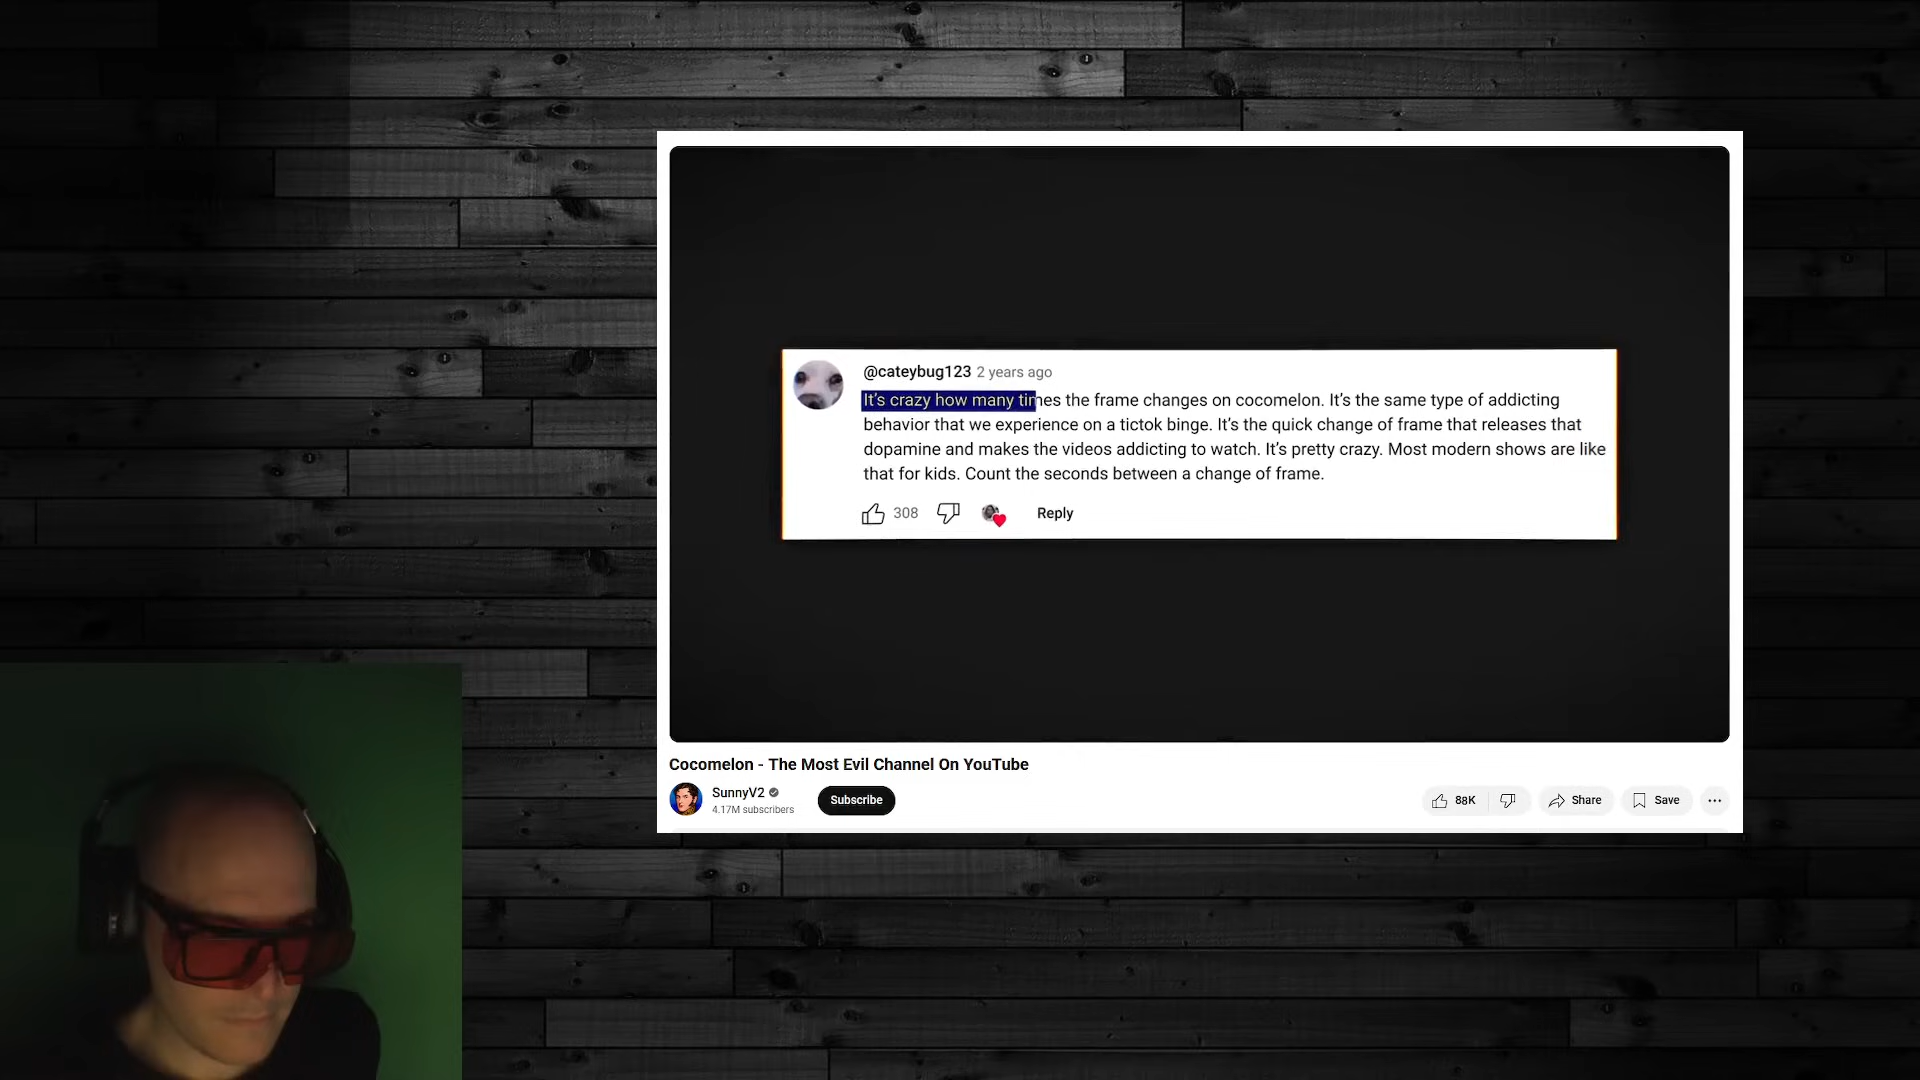 @cateybug123 2 years ago
It's crazy how many times the frame changes on cocomelon. It's the same type of addicting
behavior that we experience on a tictok binge. It's the quick change of frame that releases that
dopamine and makes the videos addicting to watch. It's pretty crazy. Most modern shows are like
that for kids. Count the seconds between a change of frame.
308 Reply
Cocomelon - The Most Evil Channel On YouTube
SunnyV2
4.17M subscribers
Subscribe
88K
Share
Save